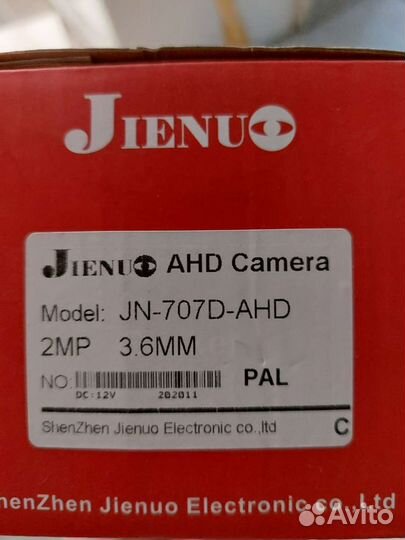 JIENUO
JIENUO AHD Camera
Model: JN-707D-AHD
2MP 3.6MM
NO:
PAL
DC:12V 202011
ShenZhen Jienuo Electronic co.,ltd C
henZhen Jienuo Electronic co., Ltd
Avito